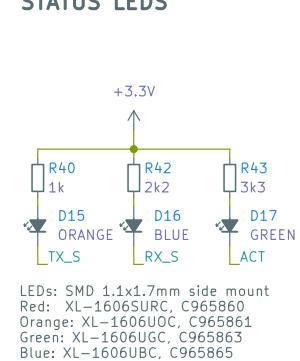 STATUS LEDS
+3.3V
R40 R42 R43
1k 2k2 3k3
D15 D16 D17
ORANGE BLUE GREEN
TX_S RX_S ACT
LEDs: SMD 1.1x1.7mm side mount
Red: XL-1606SURC, C965860
Orange: XL-1606UOC, C965861
Green: XL-1606UGC, C965863
Blue: XL-1606UBC, C965865